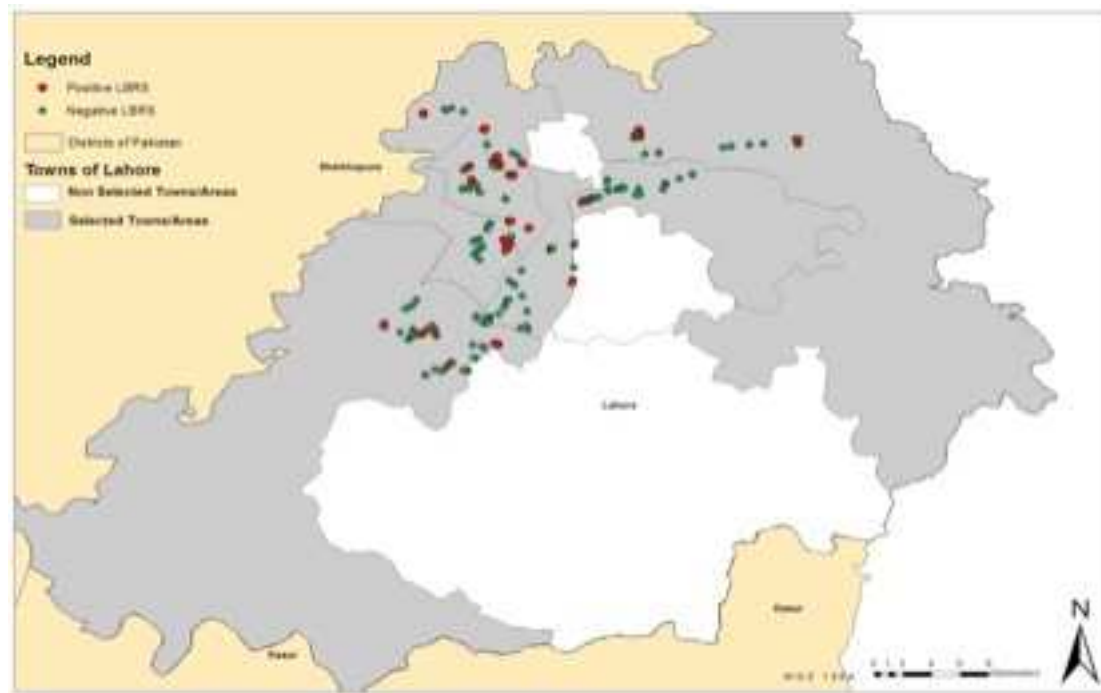 Legend
Positive LBRS
Negative LBRS
Districts of Pakistan
Towns of Lahore
Non Selected Towns/Areas
Selected Towns/Areas
Sheikhupura
Lahore
Kasur
Kasur
N